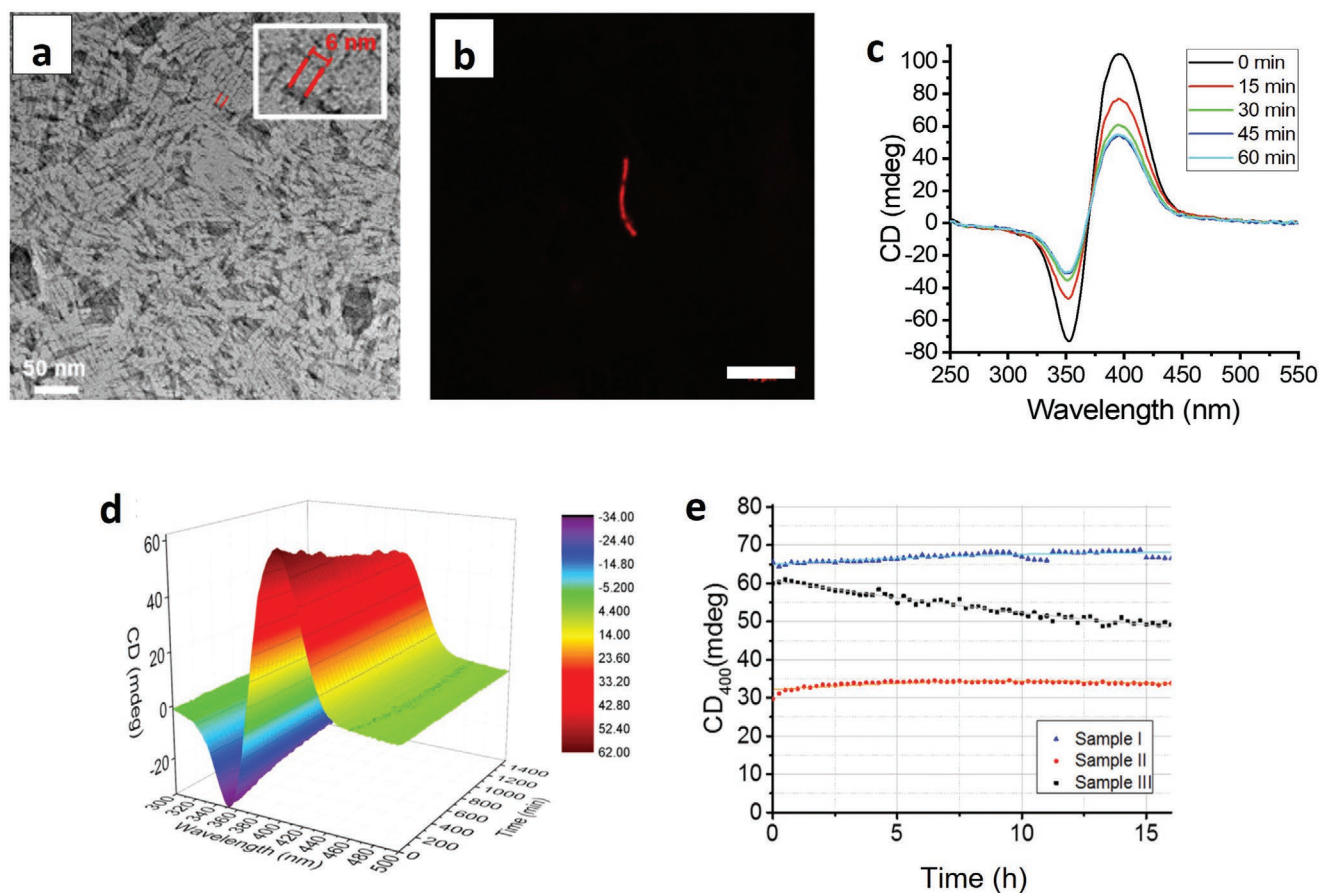 a
6 nm
50 nm
b
c
CD (mdeg)
100
80
60
40
20
0
-20
-40
-60
-80
250 300 350 400 450 500 550
Wavelength (nm)
0 min
15 min
30 min
45 min
60 min
d
CD (mdeg)
60
40
20
0
-20
300 320 340 360 380 400 420 440 460 480 500
Wavelength (nm)
0 200 400 600 800 1000 1200 1400
Time (min)
-34.00
-24.40
-14.80
-5.200
4.400
14.00
23.60
33.20
42.80
52.40
62.00
e
CD400(mdeg)
80
70
60
50
40
30
20
10
0
0 5 10 15
Time (h)
Sample I
Sample II
Sample III